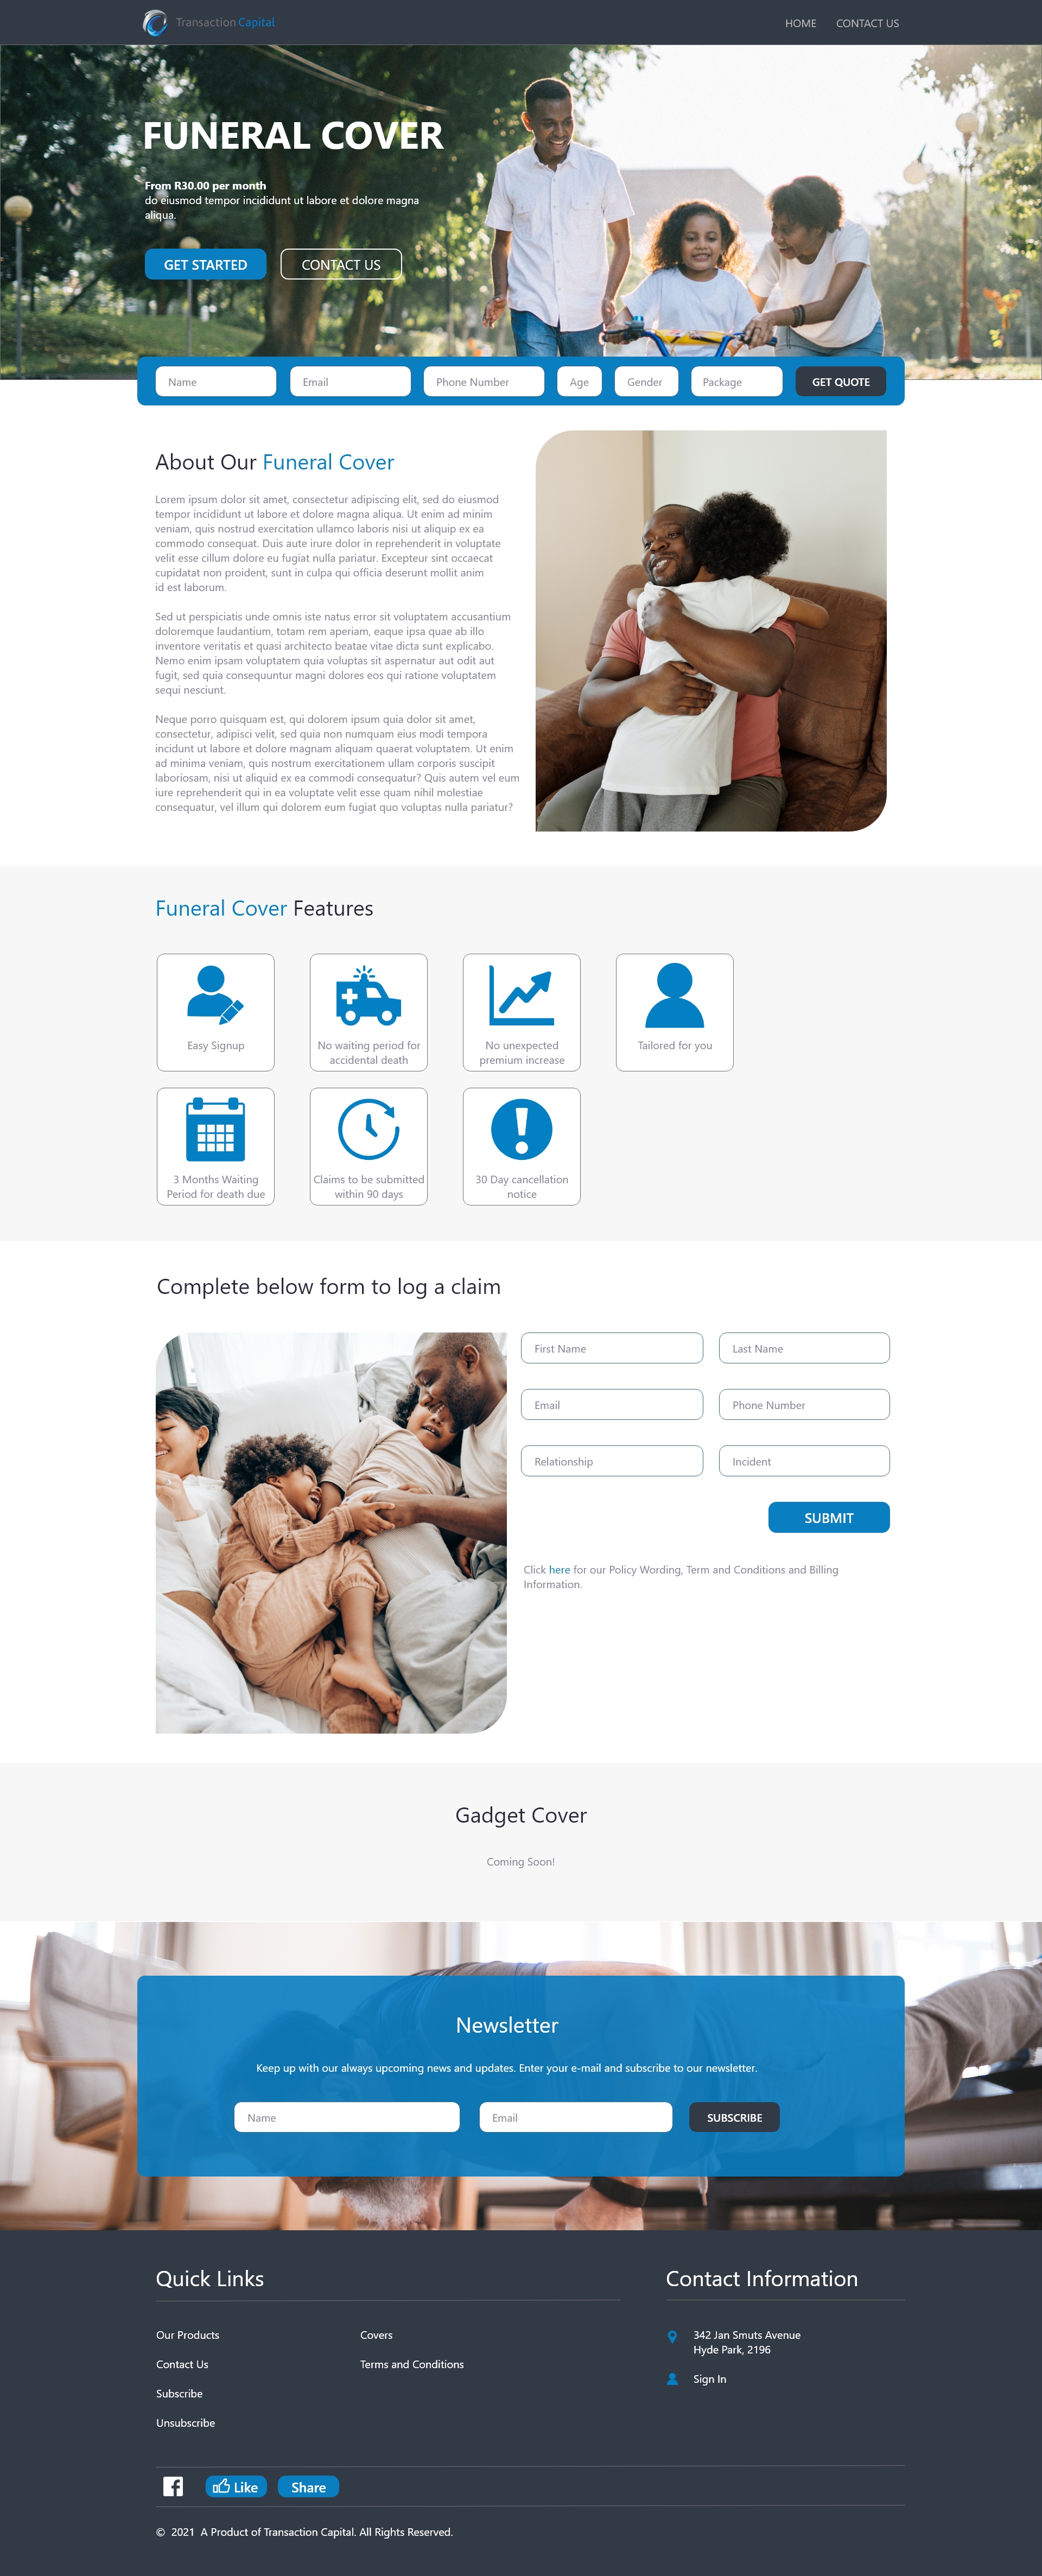 Transaction Capital
HOME
CONTACT US
FUNERAL COVER
From R30.00 per month
do eiusmod tempor incididunt ut labore et dolore magna
aliqua.
GET STARTED
CONTACT US
Name
Email
Phone Number
Age
Gender
Package
GET QUOTE
About Our Funeral Cover
Lorem ipsum dolor sit amet, consectetur adipiscing elit, sed do eiusmod
tempor incididunt ut labore et dolore magna aliqua. Ut enim ad minim
veniam, quis nostrud exercitation ullamco laboris nisi ut aliquip ex ea
commodo consequat. Duis aute irure dolor in reprehenderit in voluptate
velit esse cillum dolore eu fugiat nulla pariatur. Excepteur sint occaecat
cupidatat non proident, sunt in culpa qui officia deserunt mollit anim
id est laborum.
Sed ut perspiciatis unde omnis iste natus error sit voluptatem accusantium
doloremque laudantium, totam rem aperiam, eaque ipsa quae ab illo
inventore veritatis et quasi architecto beatae vitae dicta sunt explicabo.
Nemo enim ipsam voluptatem quia voluptas sit aspernatur aut odit aut
fugit, sed quia consequuntur magni dolores eos qui ratione voluptatem
sequi nesciunt.
Neque porro quisquam est, qui dolorem ipsum quia dolor sit amet,
consectetur, adipisci velit, sed quia non numquam eius modi tempora
incidunt ut labore et dolore magnam aliquam quaerat voluptatem. Ut enim
ad minima veniam, quis nostrum exercitationem ullam corporis suscipit
laboriosam, nisi ut aliquid ex ea commodi consequatur? Quis autem vel eum
iure reprehenderit qui in ea voluptate velit esse quam nihil molestiae
consequatur, vel illum qui dolorem eum fugiat quo voluptas nulla pariatur?
Funeral Cover Features
Easy Signup
No waiting period for
accidental death
No unexpected
premium increase
Tailored for you
3 Months Waiting
Period for death due
Claims to be submitted
within 90 days
30 Day cancellation
notice
Complete below form to log a claim
First Name
Last Name
Email
Phone Number
Relationship
Incident
SUBMIT
Click here for our Policy Wording, Term and Conditions and Billing
Information.
Gadget Cover
Coming Soon!
Newsletter
Keep up with our always upcoming news and updates. Enter your e-mail and subscribe to our newsletter.
Name
Email
SUBSCRIBE
Quick Links
Our Products
Covers
Contact Us
Terms and Conditions
Subscribe
Unsubscribe
Contact Information
342 Jan Smuts Avenue
Hyde Park, 2196
Sign In
Like
Share
© 2021 A Product of Transaction Capital. All Rights Reserved.